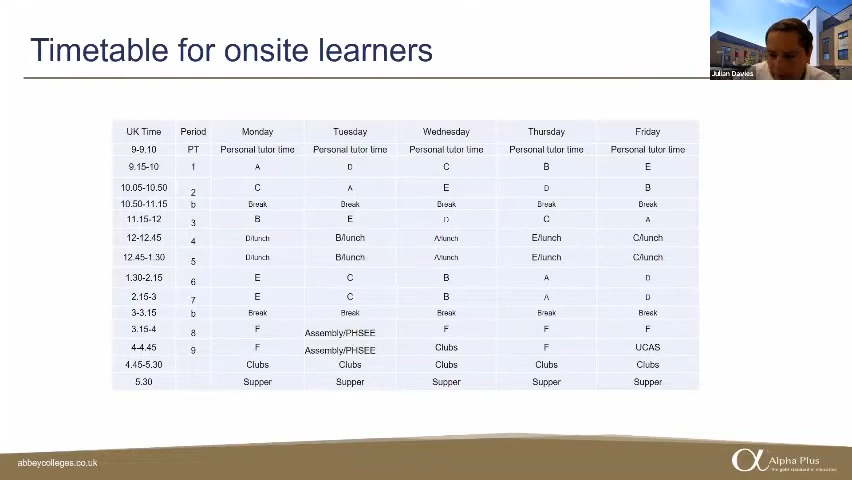 Timetable for onsite learners
Julian Davies
UK Time Period Monday Tuesday Wednesday Thursday Friday
9-9.10 PT Personal tutor time Personal tutor time Personal tutor time Personal tutor time Personal tutor time
9.15-10 1 A D C B E
10.05-10.50 2 C A E D B
10.50-11.15 b Break Break Break Break Break
11.15-12 3 B E D C A
12-12.45 4 D/lunch B/lunch A/lunch E/lunch C/lunch
12.45-1.30 5 D/lunch B/lunch A/lunch E/lunch C/lunch
1.30-2.15 6 E C B A D
2.15-3 7 E C B A D
3-3.15 b Break Break Break Break Break
3.15-4 8 F Assembly/PHSEE F F F
4-4.45 9 F Assembly/PHSEE Clubs F UCAS
4.45-5.30 Clubs Clubs Clubs Clubs Clubs
5.30 Supper Supper Supper Supper Supper
abbeycolleges.co.uk
Alpha Plus
the gold standard in education